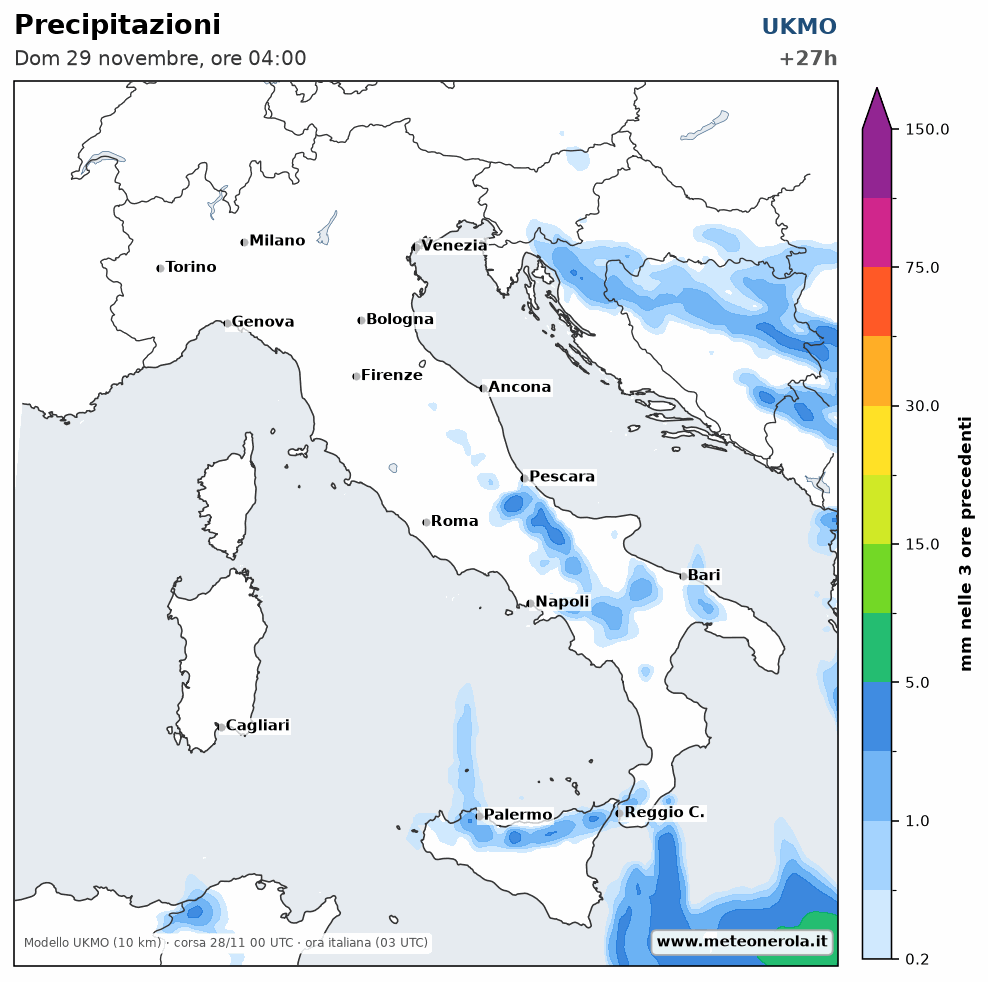 Precipitazioni
UKMO
Dom 29 novembre, ore 04:00
+27h
150.0
75.0
30.0
15.0
5.0
1.0
0.2
mm nelle 3 ore precedenti
Milano
Venezia
Torino
Genova
Bologna
Firenze
Ancona
Pescara
Roma
Bari
Napoli
Cagliari
Palermo
Reggio C.
Modello UKMO (10 km) · corsa 28/11 00 UTC · ora italiana (03 UTC)
www.meteonerola.it